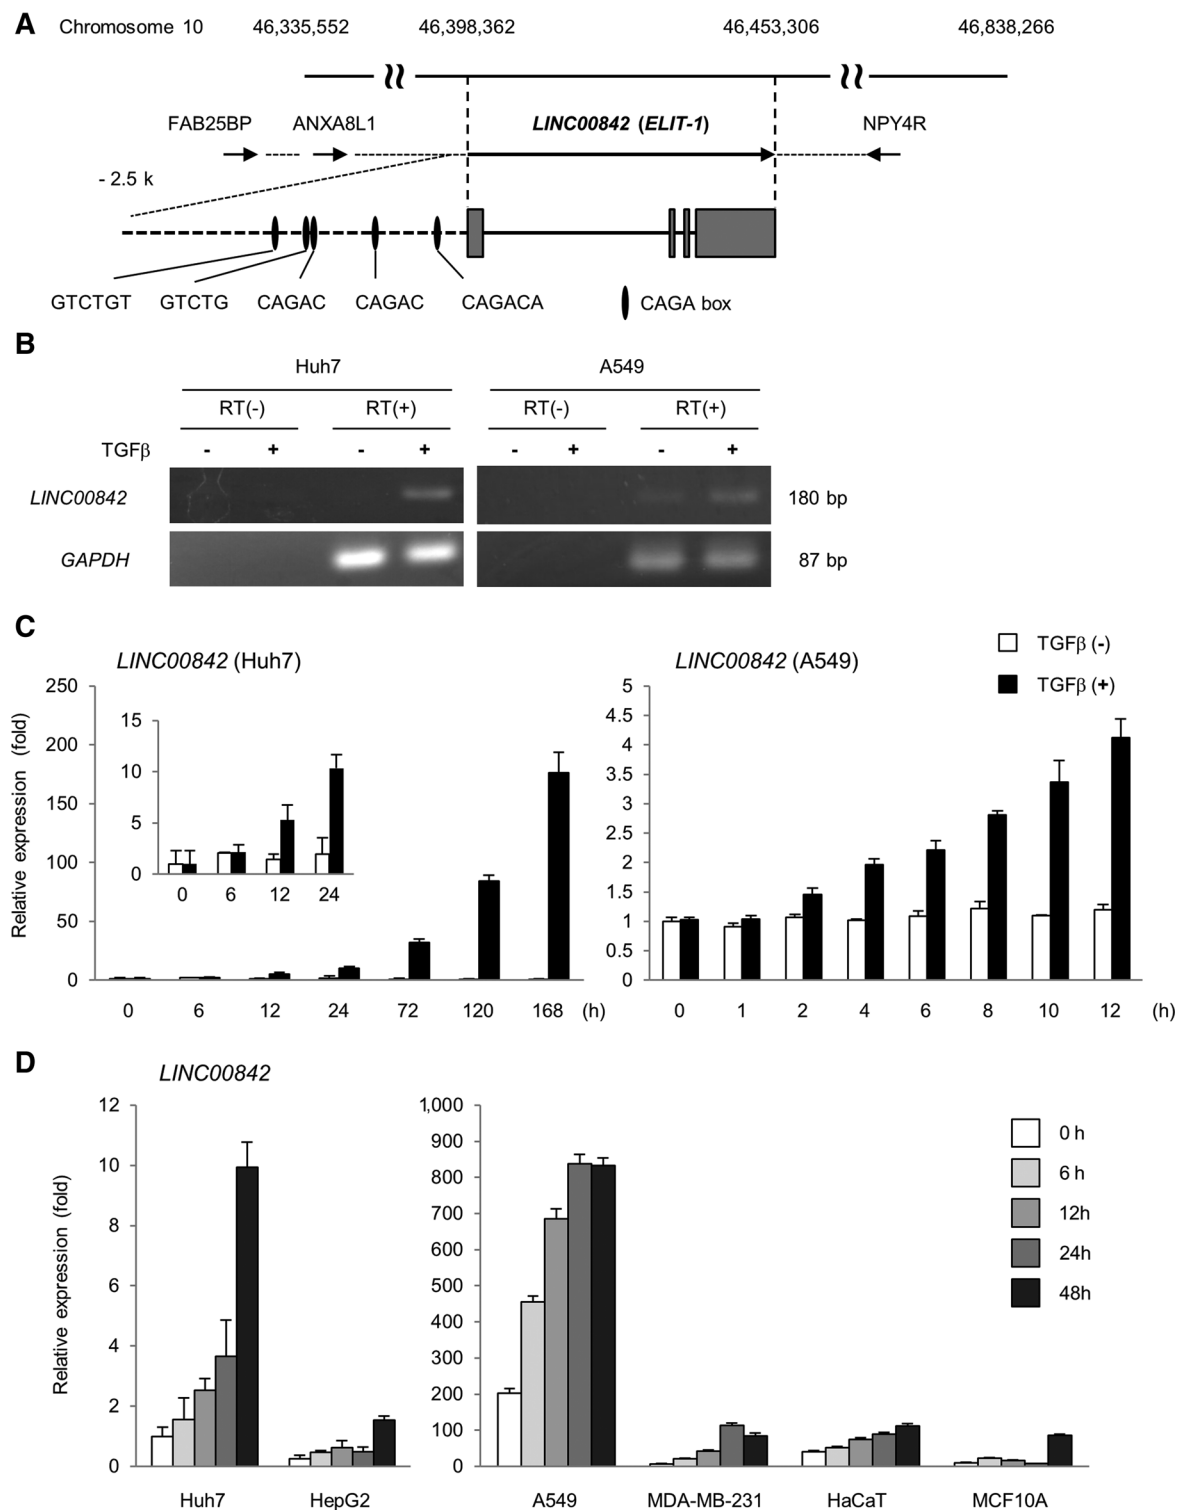 A Chromosome 10 46,335,552 46,398,362 46,453,306 46,838,266
FAB25BP ANXA8L1 LINC00842 (ELIT-1) NPY4R
- 2.5 k
GTCTGT GTCTG CAGAC CAGAC CAGACA CAGA box
B
Huh7 A549
RT(-) RT(+) RT(-) RT(+)
TGFβ - + - + - + - +
LINC00842 180 bp
GAPDH 87 bp
C
TGFβ (-)
TGFβ (+)
LINC00842 (Huh7)
Relative expression (fold)
250
200
150
100
50
0
15
10
5
0
0 6 12 24
0 6 12 24 72 120 168 (h)
LINC00842 (A549)
5
4.5
4
3.5
3
2.5
2
1.5
1
0.5
0
0 1 2 4 6 8 10 12 (h)
D
LINC00842
Relative expression (fold)
12
10
8
6
4
2
0
Huh7 HepG2
1,000
900
800
700
600
500
400
300
200
100
0
A549 MDA-MB-231 HaCaT MCF10A
0 h
6 h
12h
24h
48h